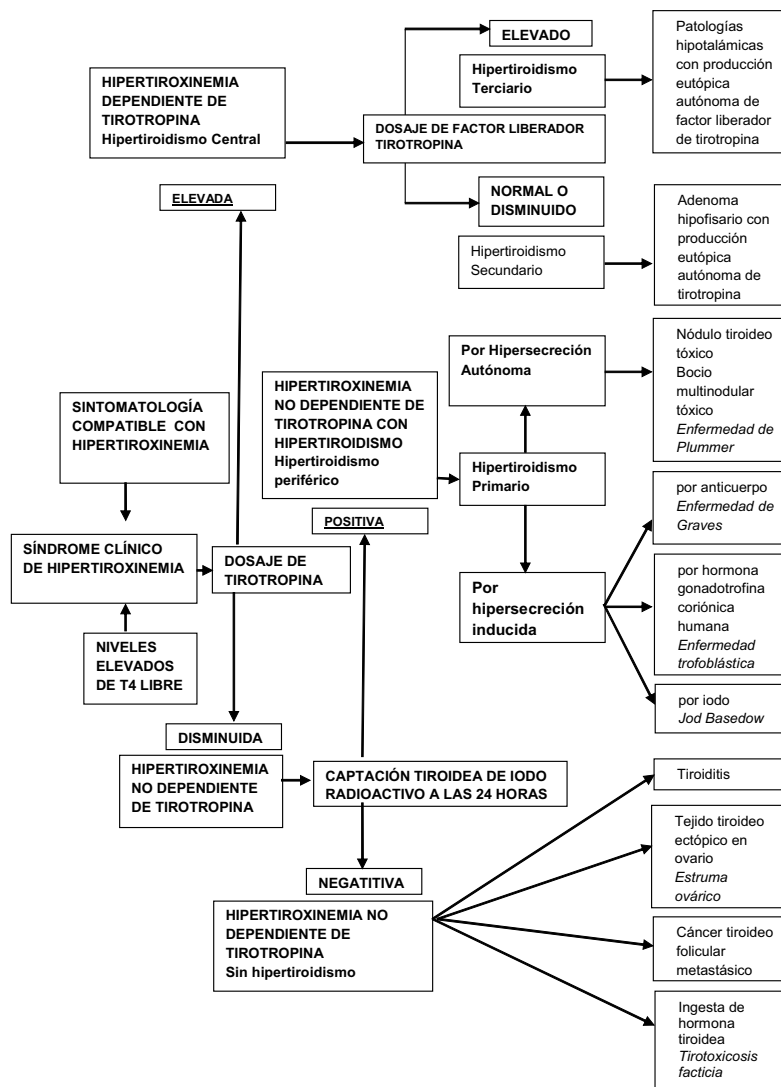 ELEVADO
Hipertiroidismo
Terciario
Patologías
hipotalámicas
con producción
eutópica
autónoma de
factor liberador
de tirotropina
HIPERTIROXINEMIA
DEPENDIENTE DE
TIROTROPINA
Hipertiroidismo Central
DOSAJE DE FACTOR LIBERADOR
TIROTROPINA
ELEVADA
NORMAL O
DISMINUIDO
Hipertiroidismo
Secundario
Adenoma
hipofisario con
producción
eutópica
autónoma de
tirotropina
Por Hipersecreción
Autónoma
Nódulo tiroideo
tóxico
Bocio
multinodular
tóxico
Enfermedad de
Plummer
HIPERTIROXINEMIA
NO DEPENDIENTE DE
TIROTROPINA CON
HIPERTIROIDISMO
Hipertiroidismo
periférico
SINTOMATOLOGÍA
COMPATIBLE CON
HIPERTIROXINEMIA
Hipertiroidismo
Primario
por anticuerpo
Enfermedad de
Graves
POSITIVA
SÍNDROME CLÍNICO
DE HIPERTIROXINEMIA
DOSAJE DE
TIROTROPINA
Por
hipersecreción
inducida
por hormona
gonadotrofina
coriónica
humana
Enfermedad
trofoblástica
NIVELES
ELEVADOS
DE T4 LIBRE
por iodo
Jod Basedow
DISMINUIDA
HIPERTIROXINEMIA
NO DEPENDIENTE
DE TIROTROPINA
CAPTACIÓN TIROIDEA DE IODO
RADIOACTIVO A LAS 24 HORAS
Tiroiditis
Tejido tiroideo
ectópico en
ovario
Estruma
ovárico
NEGATITIVA
HIPERTIROXINEMIA NO
DEPENDIENTE DE
TIROTROPINA
Sin hipertiroidismo
Cáncer tiroideo
folicular
metastásico
Ingesta de
hormona
tiroidea
Tirotoxicosis
facticia